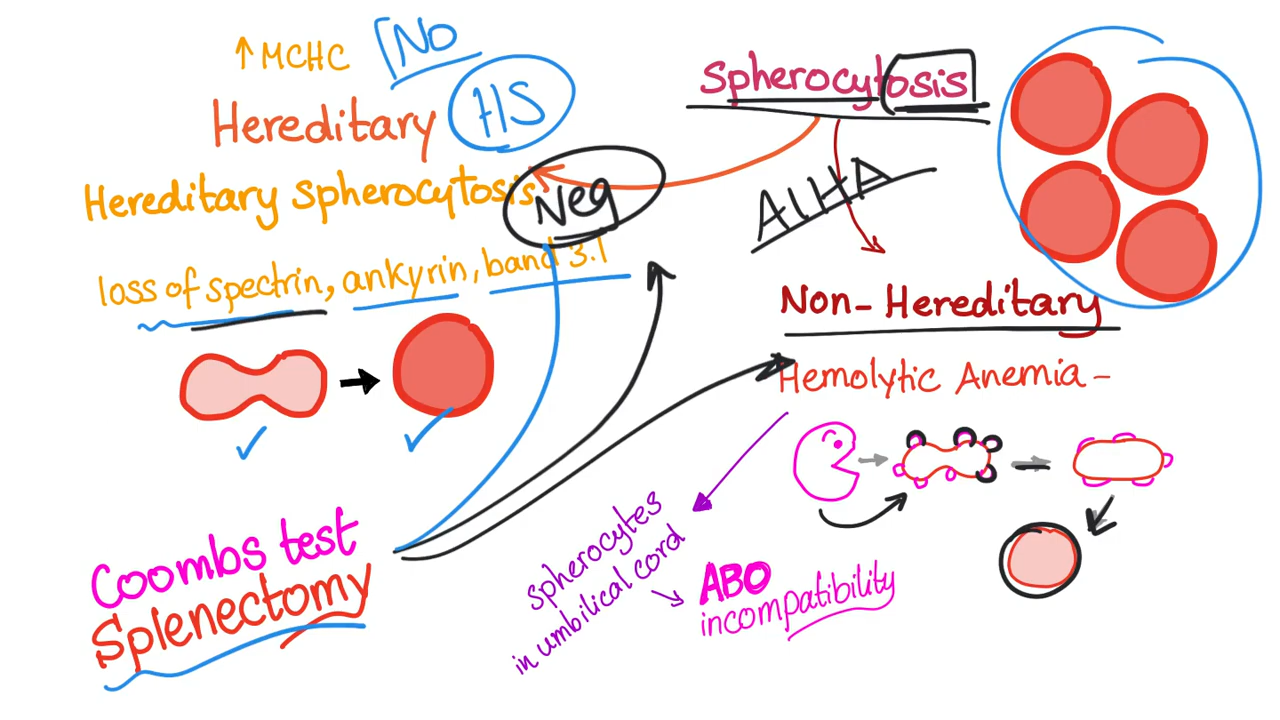 ↑ MCHC
No
Hereditary
HS
Hereditary spherocytosis
Neg
loss of spectrin, ankyrin, band 3.1
Coombs test
Splenectomy
Spherocytosis
AIHA
Non-Hereditary
Hemolytic Anemia -
spherocytes
in umbilical cord
ABO
incompatibility